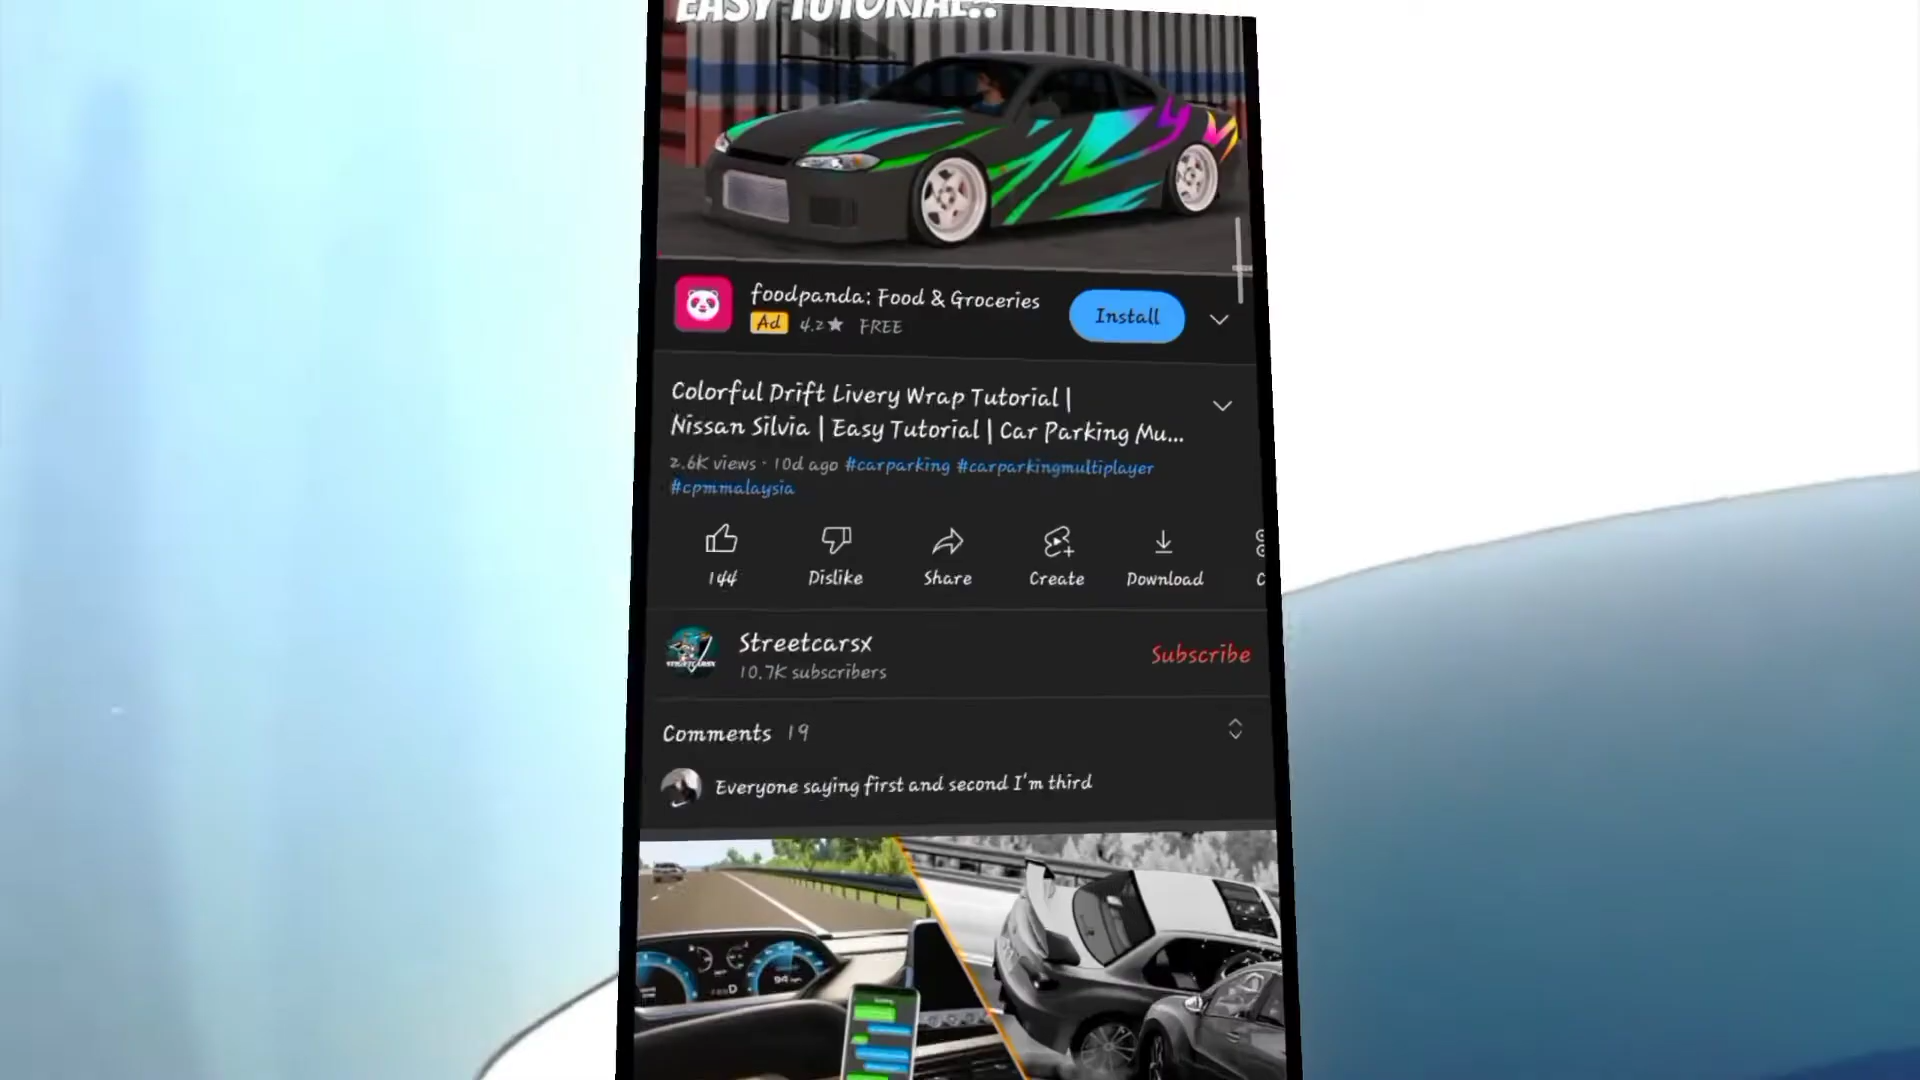 EASY TUTORIAL..
foodpanda: Food & Groceries
Ad 4.2★ FREE
Install
Colorful Drift Livery Wrap Tutorial |
Nissan Silvia | Easy Tutorial | Car Parking Mu...
2.6K views · 10d ago #carparking #carparkingmultiplayer
#cpmmalaysia
144
Dislike
Share
Create
Download
Streetcarsx
10.7K subscribers
Subscribe
Comments 19
Everyone saying first and second I'm third